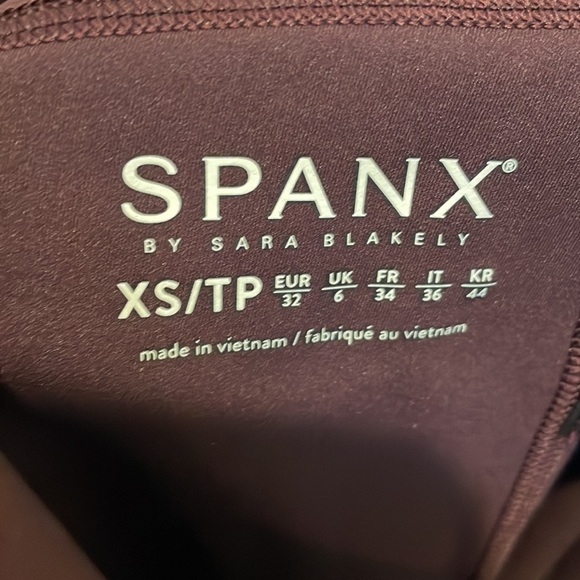 SPANX®
BY SARA BLAKELY
XS/TP EUR 32 UK 6 FR 34 IT 36 KR 44
made in vietnam / fabriqué au vietnam